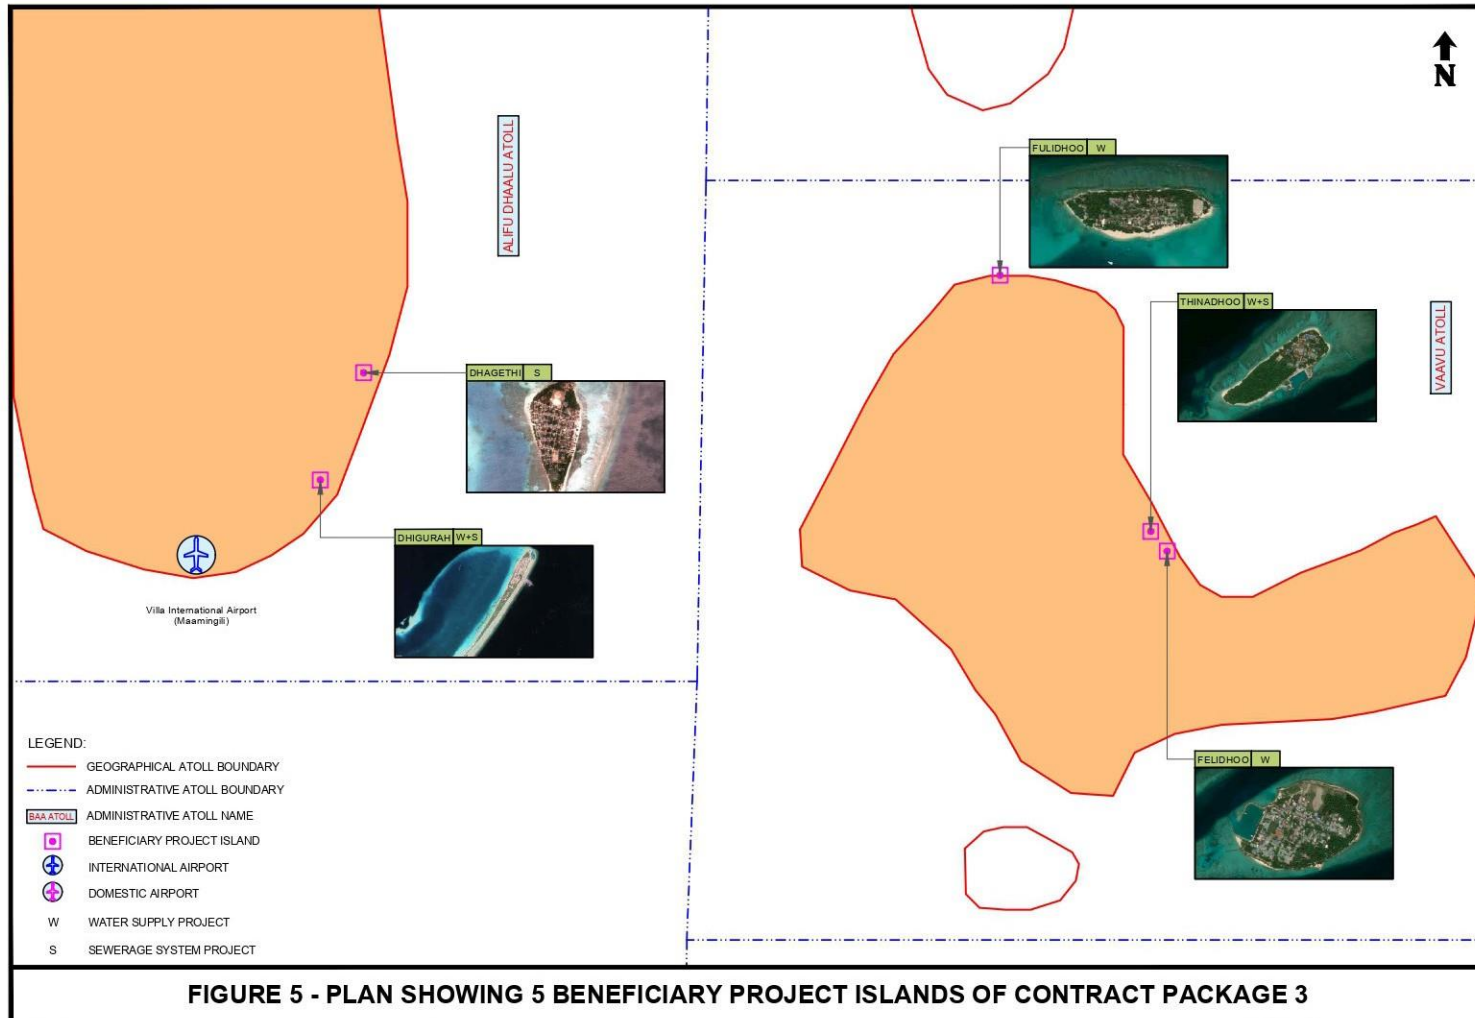 N
ALIFU DHAALU ATOLL
FULIDHOO W
THINADHOO W+S
VAAVU ATOLL
DHAGETHI S
DHIGURAH W+S
Villa International Airport
(Maamingili)
FELIDHOO W
LEGEND:
GEOGRAPHICAL ATOLL BOUNDARY
ADMINISTRATIVE ATOLL BOUNDARY
BAA ATOLL ADMINISTRATIVE ATOLL NAME
BENEFICIARY PROJECT ISLAND
INTERNATIONAL AIRPORT
DOMESTIC AIRPORT
W WATER SUPPLY PROJECT
S SEWERAGE SYSTEM PROJECT
FIGURE 5 - PLAN SHOWING 5 BENEFICIARY PROJECT ISLANDS OF CONTRACT PACKAGE 3